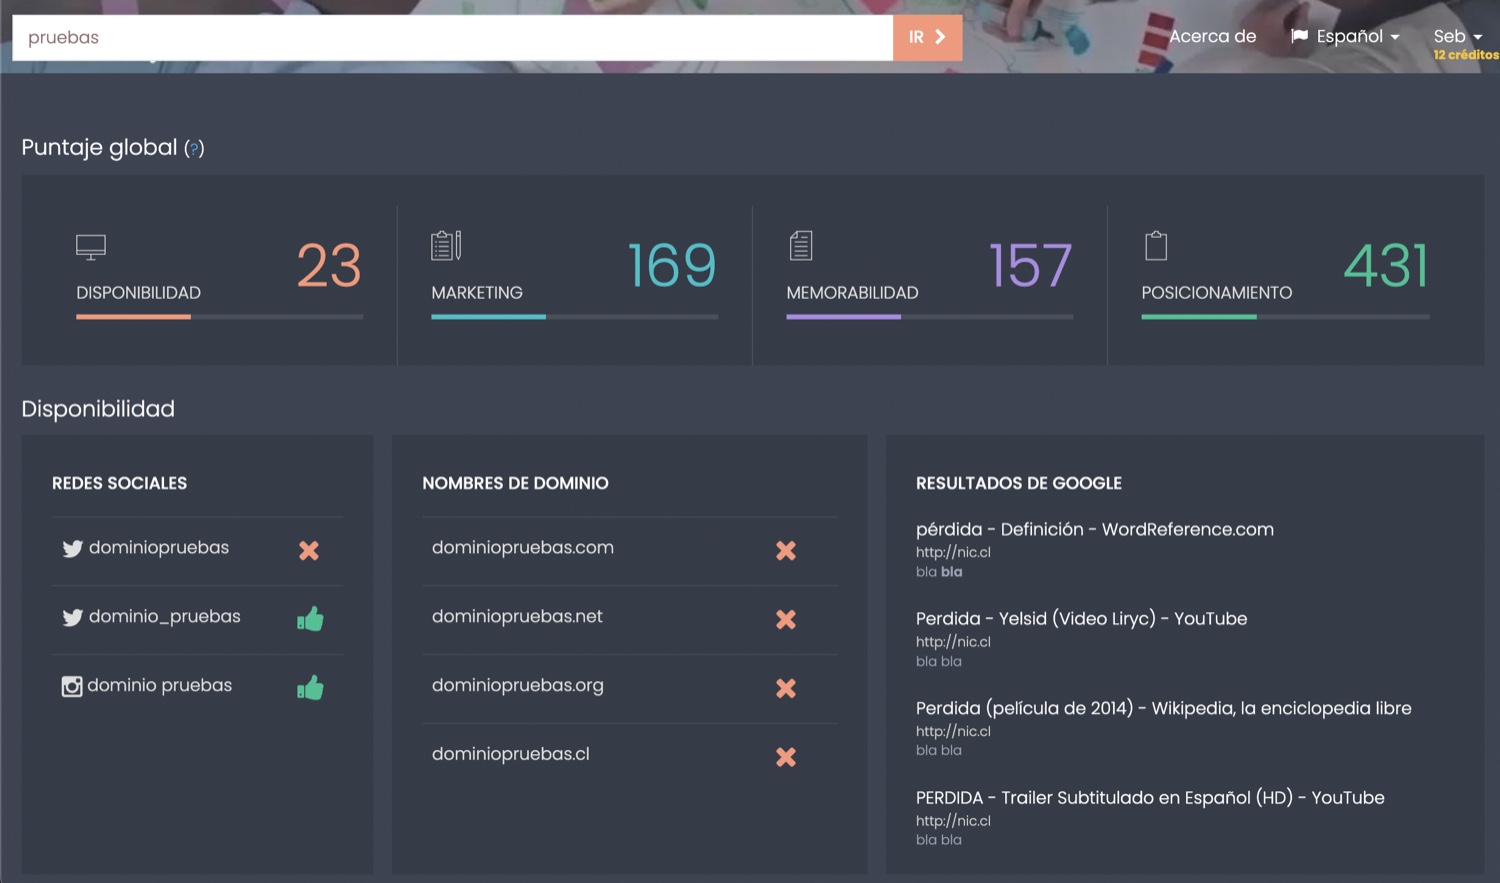 pruebas
IR
Acerca de
Español
Seb
12 créditos
Puntaje global (?)
DISPONIBILIDAD
23
MARKETING
169
MEMORABILIDAD
157
POSICIONAMIENTO
431
Disponibilidad
REDES SOCIALES
dominiopruebas
dominio_pruebas
dominio pruebas
NOMBRES DE DOMINIO
dominiopruebas.com
dominiopruebas.net
dominiopruebas.org
dominiopruebas.cl
RESULTADOS DE GOOGLE
pérdida - Definición - WordReference.com
http://nic.cl
bla bla
Perdida - Yelsid (Video Liryc) - YouTube
http://nic.cl
bla bla
Perdida (película de 2014) - Wikipedia, la enciclopedia libre
http://nic.cl
bla bla
PERDIDA - Trailer Subtitulado en Español (HD) - YouTube
http://nic.cl
bla bla